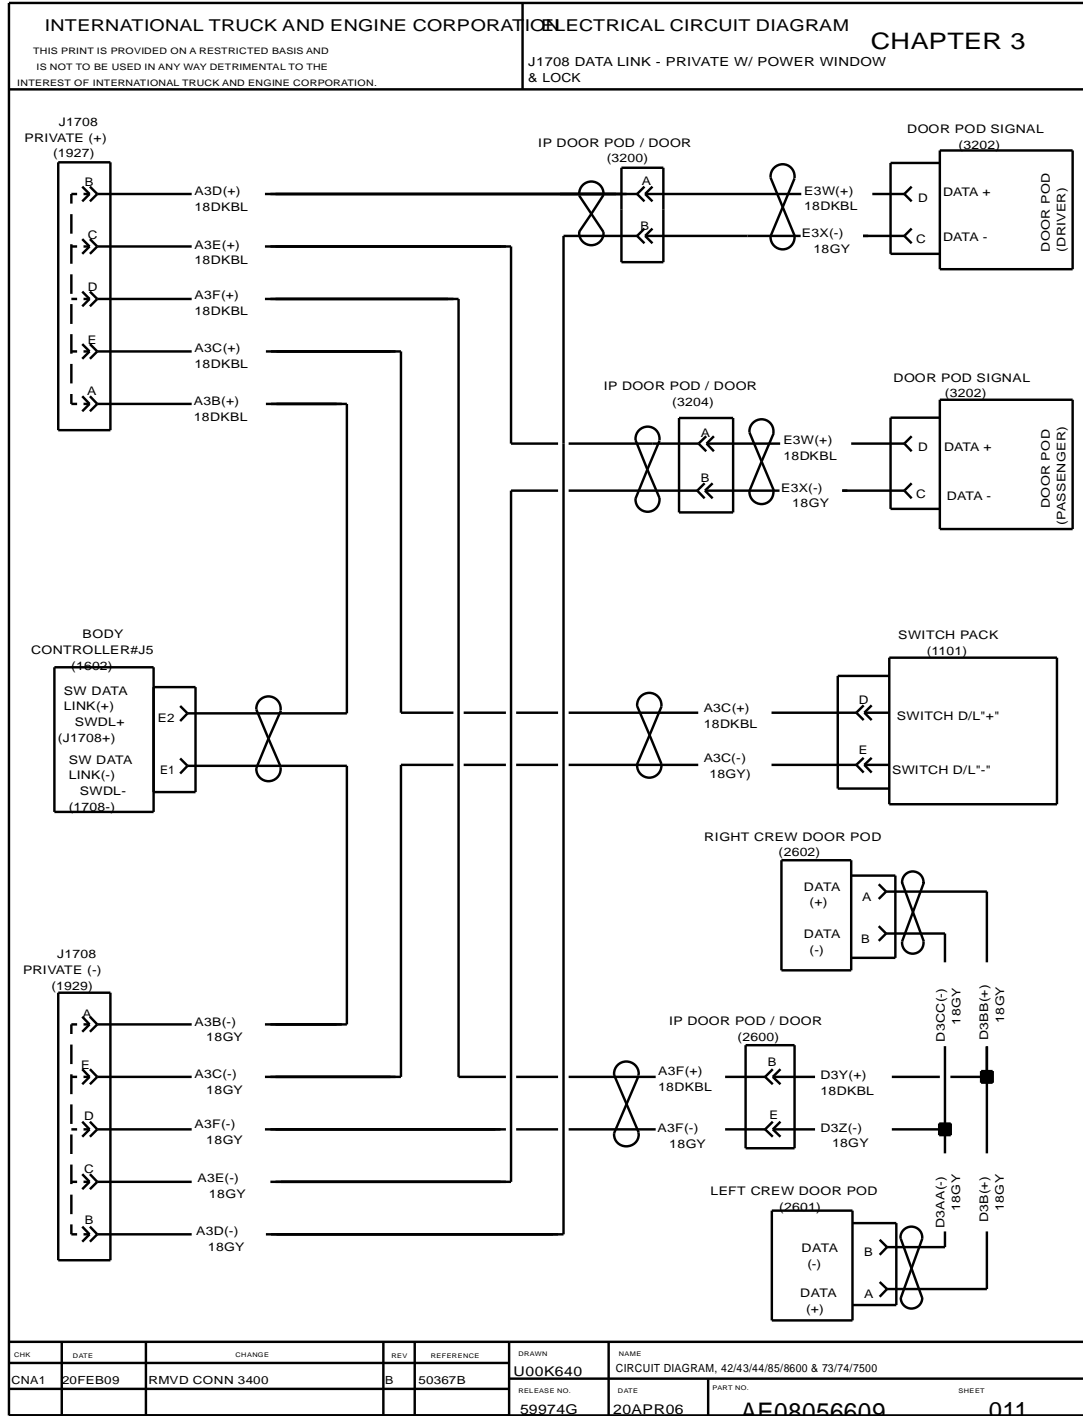 INTERNATIONAL TRUCK AND ENGINE CORPORATION
THIS PRINT IS PROVIDED ON A RESTRICTED BASIS AND
IS NOT TO BE USED IN ANY WAY DETRIMENTAL TO THE
INTEREST OF INTERNATIONAL TRUCK AND ENGINE CORPORATION.
ELECTRICAL CIRCUIT DIAGRAM
CHAPTER 3
J1708 DATA LINK - PRIVATE W/ POWER WINDOW
& LOCK
J1708
PRIVATE (+)
(1927)
B
A3D(+)
18DKBL
C
A3E(+)
18DKBL
D
A3F(+)
18DKBL
E
A3C(+)
18DKBL
A
A3B(+)
18DKBL
IP DOOR POD / DOOR
(3200)
A
B
E3W(+)
18DKBL
E3X(-)
18GY
DOOR POD SIGNAL
(3202)
D
DATA +
C
DATA -
DOOR POD
(DRIVER)
IP DOOR POD / DOOR
(3204)
A
B
E3W(+)
18DKBL
E3X(-)
18GY
DOOR POD SIGNAL
(3202)
D
DATA +
C
DATA -
DOOR POD
(PASSENGER)
BODY
CONTROLLER#J5
(1602)
SW DATA
LINK(+)
SWDL+
(J1708+)
SW DATA
LINK(-)
SWDL-
(1708-)
E2
E1
A3C(+)
18DKBL
A3C(-)
18GY)
SWITCH PACK
(1101)
D
SWITCH D/L"+"
E
SWITCH D/L"-"
RIGHT CREW DOOR POD
(2602)
DATA
(+)
A
DATA
(-)
B
D3CC(-)
18GY
D3BB(+)
18GY
J1708
PRIVATE (-)
(1929)
A
A3B(-)
18GY
E
A3C(-)
18GY
D
A3F(-)
18GY
C
A3E(-)
18GY
B
A3D(-)
18GY
IP DOOR POD / DOOR
(2600)
A3F(+)
18DKBL
B
D3Y(+)
18DKBL
A3F(-)
18GY
E
D3Z(-)
18GY
D3AA(-)
18GY
D3B(+)
18GY
LEFT CREW DOOR POD
(2601)
DATA
(-)
B
DATA
(+)
A
CHK DATE CHANGE REV REFERENCE
CNA1 20FEB09 RMVD CONN 3400 B 50367B
DRAWN
U00K640
NAME
CIRCUIT DIAGRAM, 42/43/44/85/8600 & 73/74/7500
RELEASE NO.
59974G
DATE
20APR06
PART NO.
AE08056609
SHEET
011